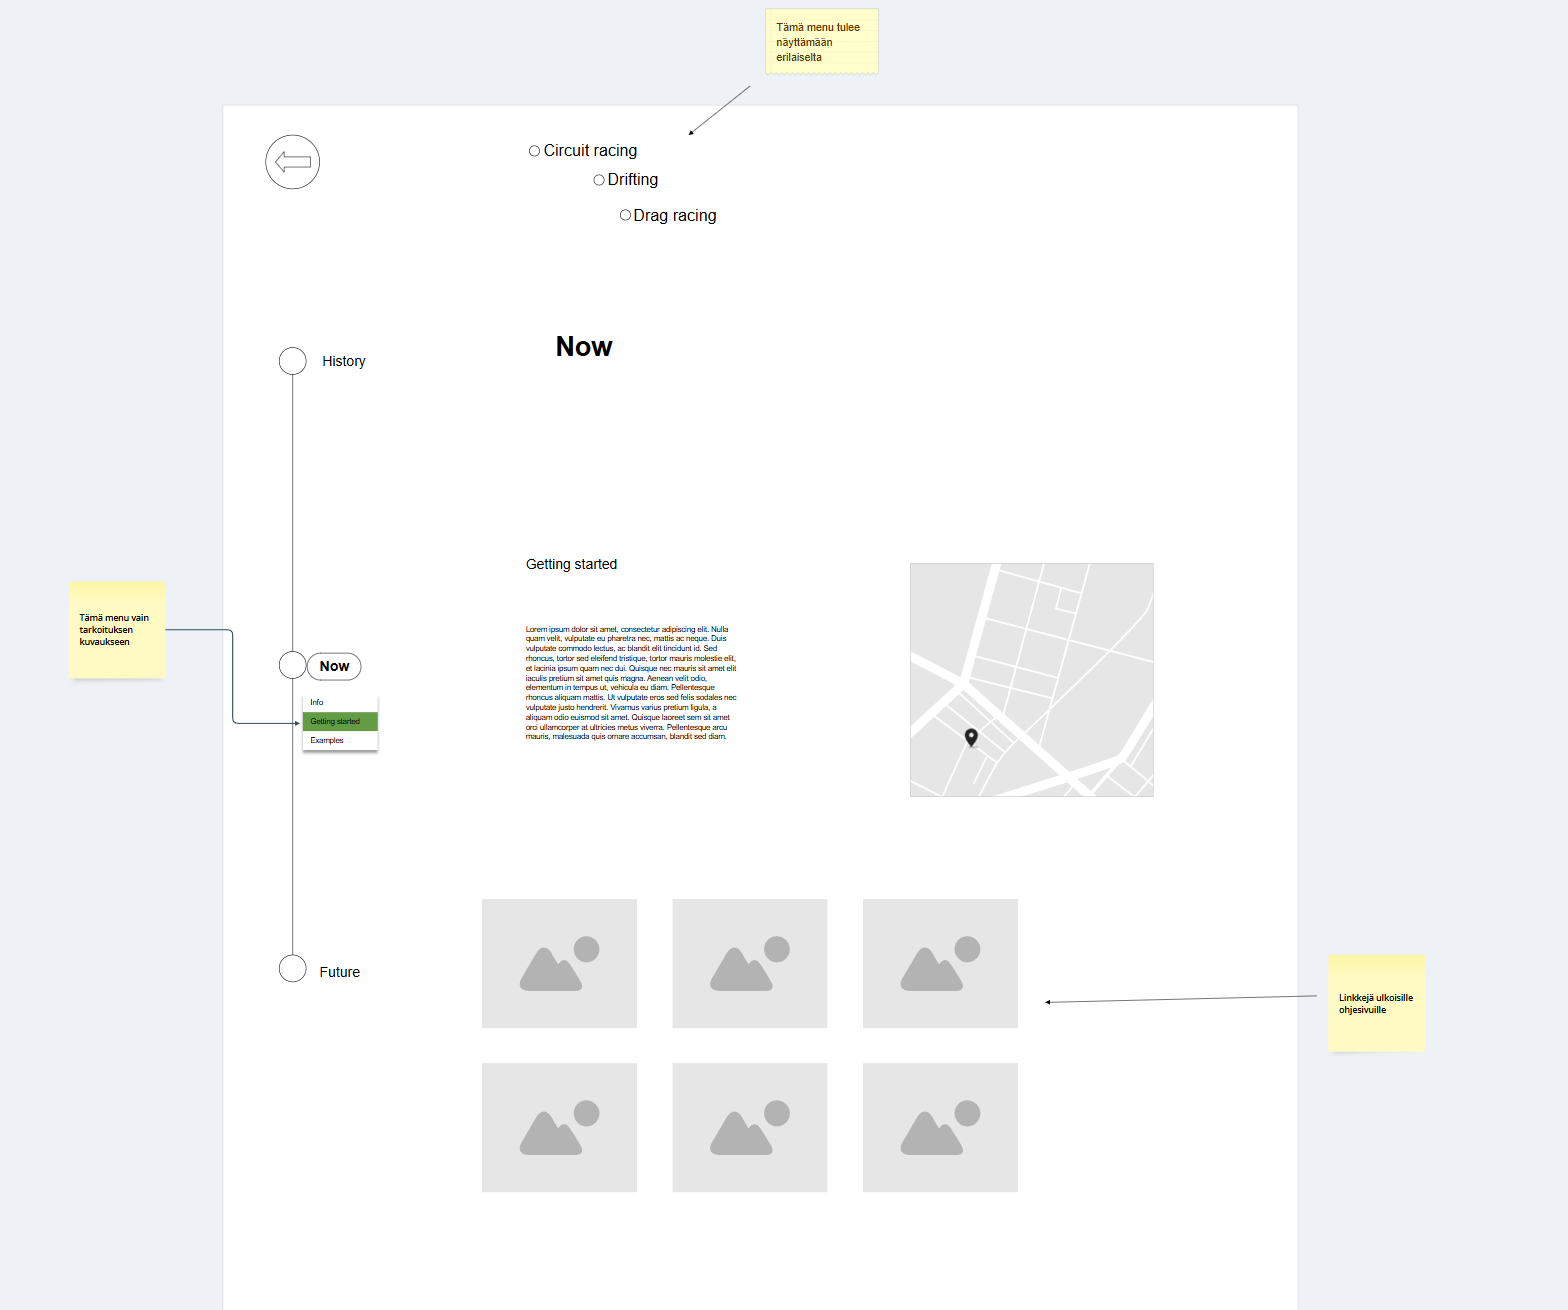 Tämä menu tulee
näyttämään
erilaiselta
Circuit racing
Drifting
Drag racing
Now
History
Getting started
Lorem ipsum dolor sit amet, consectetur adipiscing elit. Nulla
quam velit, vulputate eu pharetra nec, mattis ac neque. Duis
vulputate commodo lectus, ac blandit elit tincidunt id. Sed
rhoncus, tortor sed eleifend tristique, tortor mauris molestie elit,
et lacinia ipsum quam nec dui. Quisque nec mauris sit amet elit
iaculis pretium sit amet quis magna. Aenean velit odio,
elementum in tempus ut, vehicula eu diam. Pellentesque
rhoncus aliquam mattis. Ut vulputate eros sed felis sodales nec
vulputate justo hendrerit. Vivamus varius pretium ligula, a
aliquam odio euismod sit amet. Quisque laoreet sem sit amet
orci ullamcorper at ultricies metus viverra. Pellentesque arcu
mauris, malesuada quis ornare accumsan, blandit sed diam.
Tämä menu vain
tarkoituksen
kuvaukseen
Now
Info
Getting started
Examples
Future
Linkkejä ulkoisille
ohjesivuille